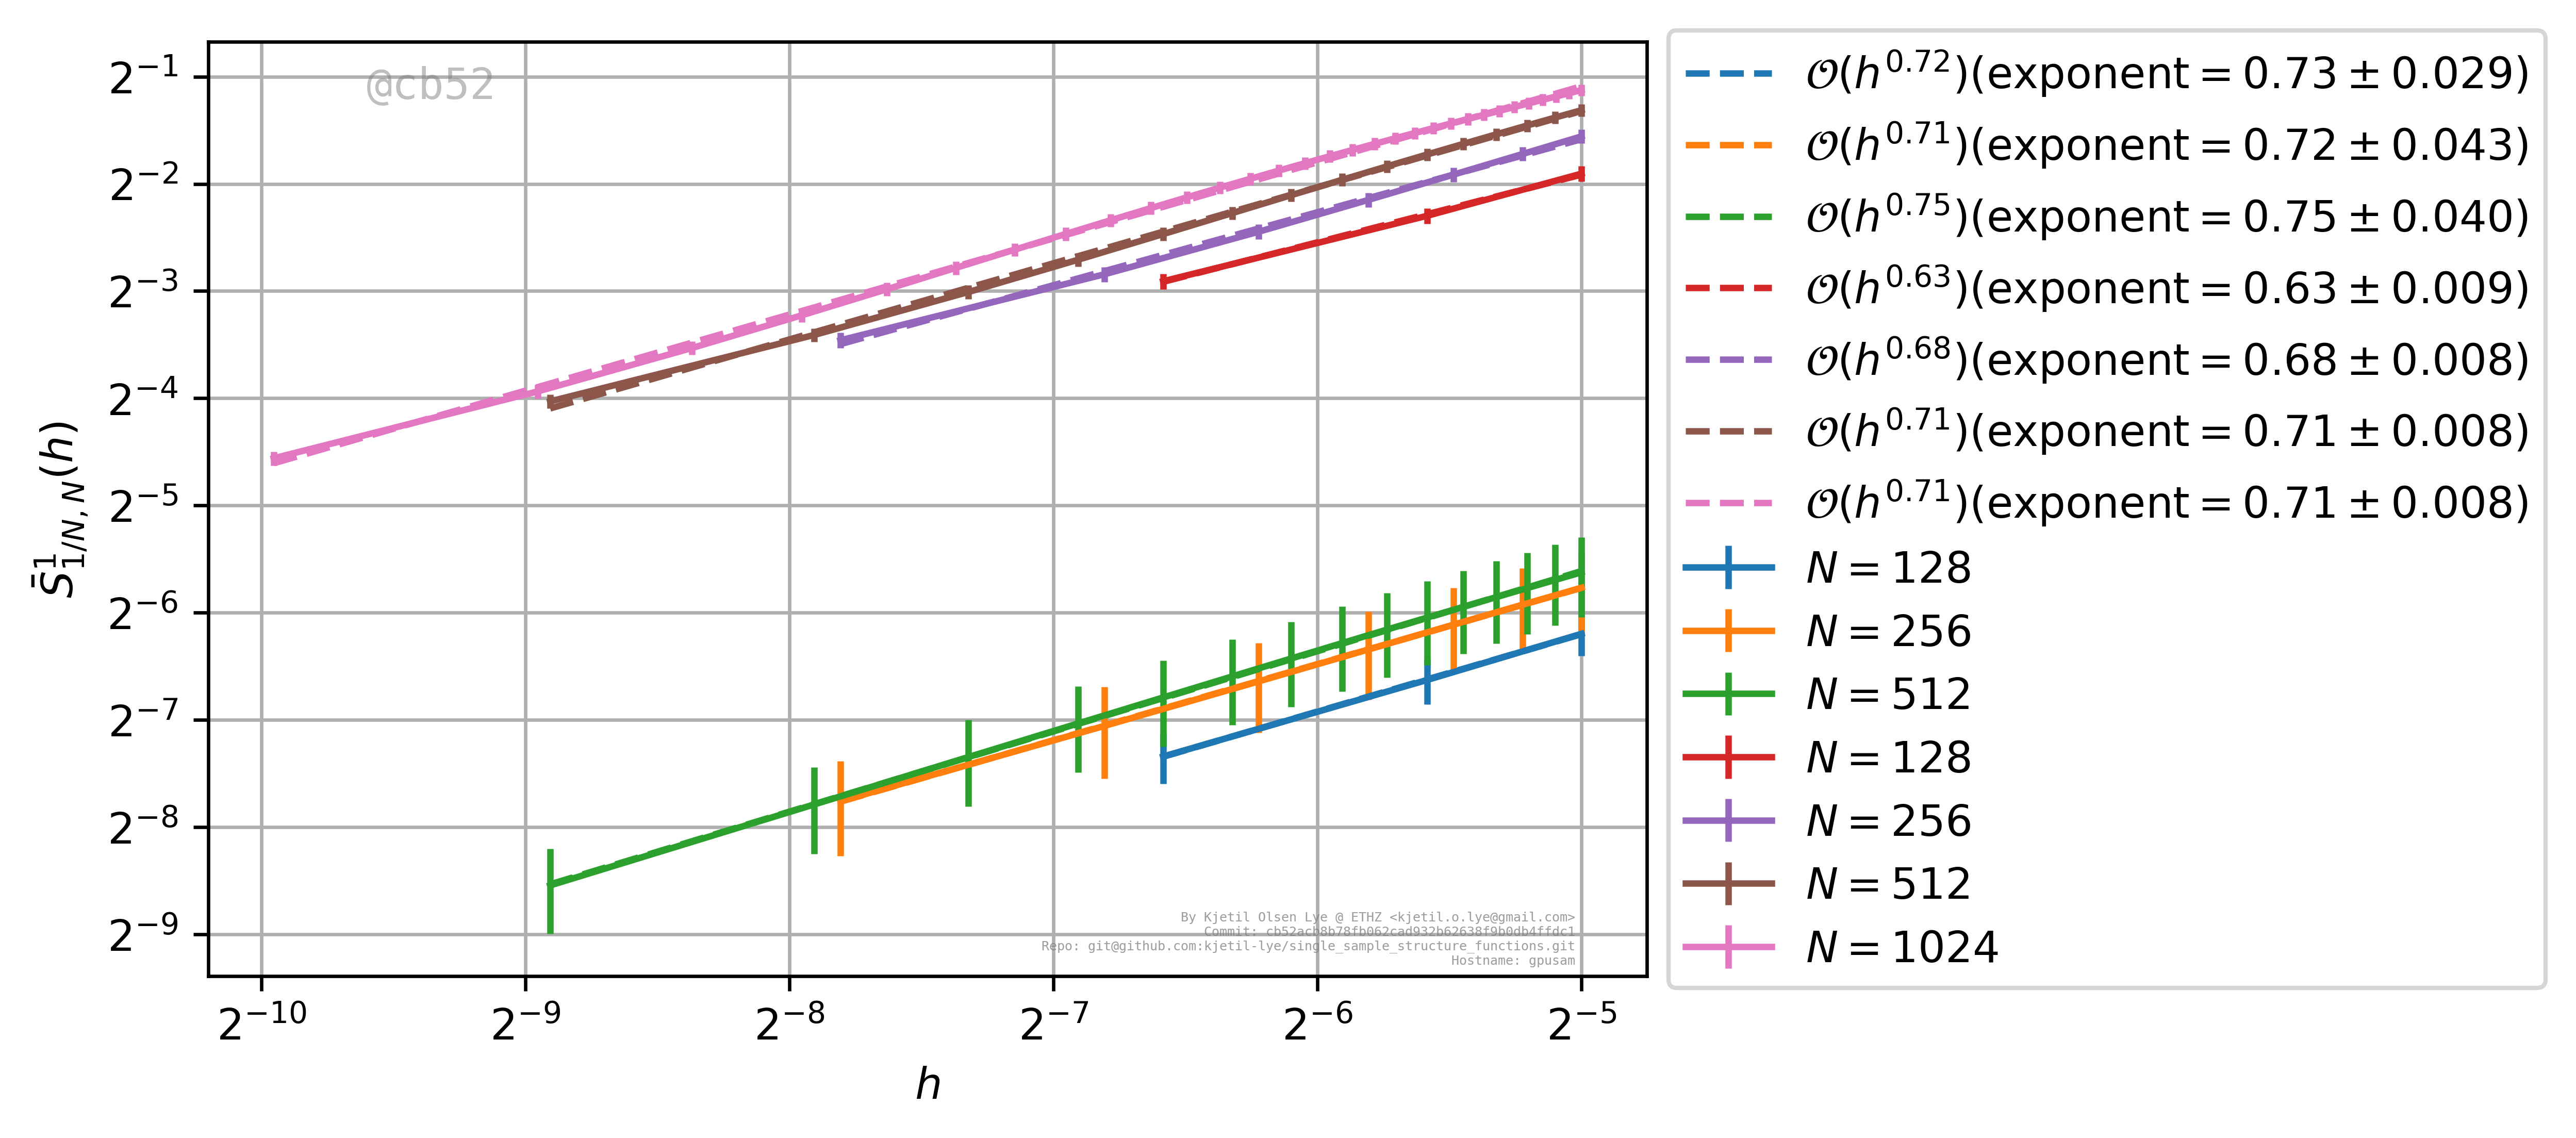 @cb52
2⁻¹
2⁻²
2⁻³
2⁻⁴
2⁻⁵
2⁻⁶
2⁻⁷
2⁻⁸
2⁻⁹
S̄¹₁/N, N(h)
2⁻¹⁰
2⁻⁹
2⁻⁸
2⁻⁷
2⁻⁶
2⁻⁵
h
By Kjetil Olsen Lye @ ETHZ <kjetil.o.lye@gmail.com>
Commit:
Repo: git@github.com:kjetil-lye/single_sample_structure_functions.git
Hostname: gpusam
𝒪(h^0.72)(exponent = 0.73 ± 0.029)
𝒪(h^0.71)(exponent = 0.72 ± 0.043)
𝒪(h^0.75)(exponent = 0.75 ± 0.040)
𝒪(h^0.63)(exponent = 0.63 ± 0.009)
𝒪(h^0.68)(exponent = 0.68 ± 0.008)
𝒪(h^0.71)(exponent = 0.71 ± 0.008)
𝒪(h^0.71)(exponent = 0.71 ± 0.008)
N = 128
N = 256
N = 512
N = 128
N = 256
N = 512
N = 1024